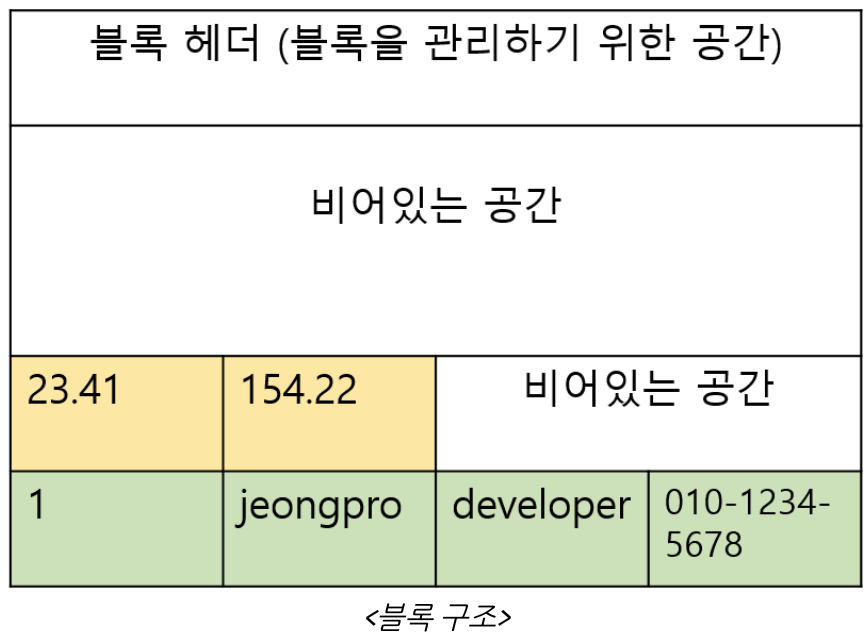 블록 헤더 (블록을 관리하기 위한 공간)
비어있는 공간
23.41 154.22 비어있는 공간
1 jeongpro developer 010-1234-
5678
<블록 구조>